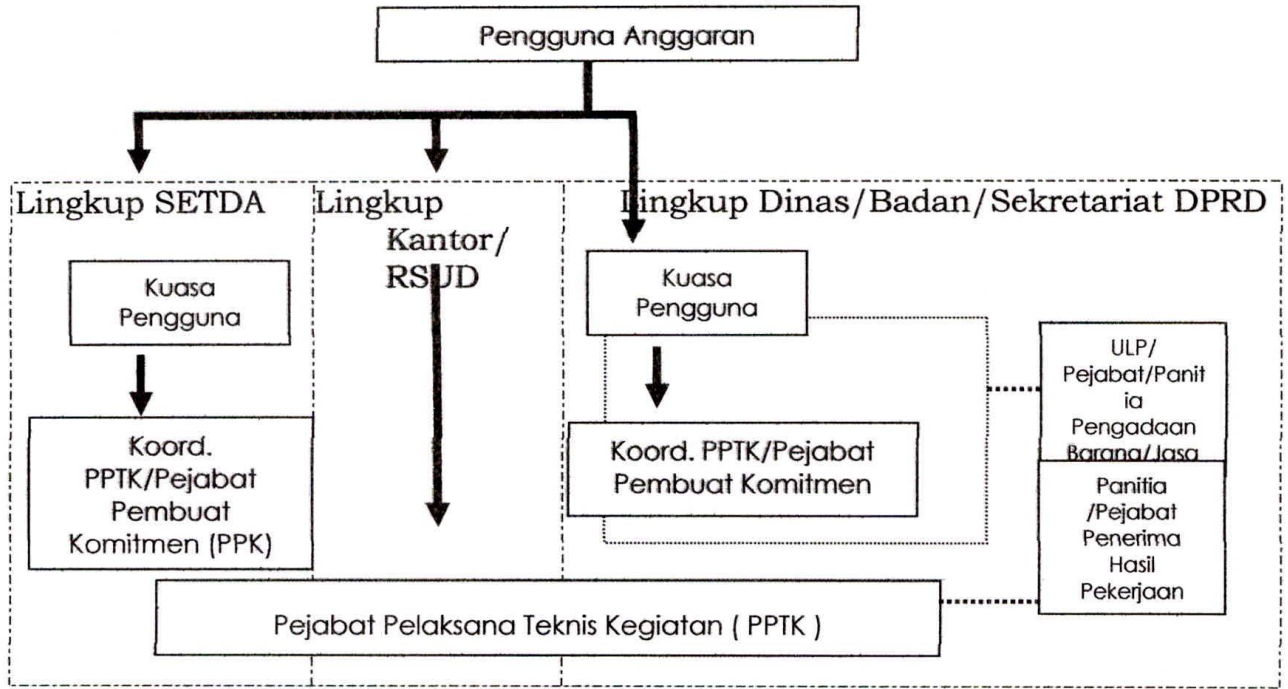 Pengguna Anggaran
Lingkup SETDA
Lingkup
Kantor/
RSUD
Lingkup Dinas/Badan/Sekretariat DPRD
Kuasa
Pengguna
Kuasa
Pengguna
Koord.
PPTK/Pejabat
Pembuat
Komitmen (PPK)
Koord. PPTK/Pejabat
Pembuat Komitmen
ULP/
Pejabat/Panit
ia
Pengadaan
Barang/Jasa
Panitia
/Pejabat
Penerima
Hasil
Pekerjaan
Pejabat Pelaksana Teknis Kegiatan ( PPTK )